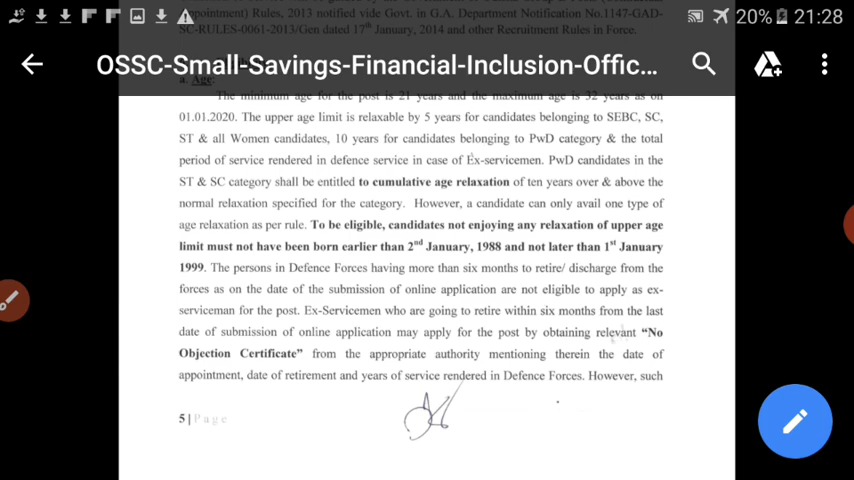 20% 21:28
Appointment) Rules, 2013 notified vide Govt. in G.A. Department Notification No.1147-GAD-
SC-RULES-0061-2013/Gen dated 17th January, 2014 and other Recruitment Rules in Force.
OSSC-Small-Savings-Financial-Inclusion-Offic...
a. Age:
The minimum age for the post is 21 years and the maximum age is 32 years as on
01.01.2020. The upper age limit is relaxable by 5 years for candidates belonging to SEBC, SC,
ST & all Women candidates, 10 years for candidates belonging to PwD category & the total
period of service rendered in defence service in case of Ex-servicemen. PwD candidates in the
ST & SC category shall be entitled to cumulative age relaxation of ten years over & above the
normal relaxation specified for the category. However, a candidate can only avail one type of
age relaxation as per rule. To be eligible, candidates not enjoying any relaxation of upper age
limit must not have been born earlier than 2nd January, 1988 and not later than 1st January
1999. The persons in Defence Forces having more than six months to retire/ discharge from the
forces as on the date of the submission of online application are not eligible to apply as ex-
serviceman for the post. Ex-Servicemen who are going to retire within six months from the last
date of submission of online application may apply for the post by obtaining relevant "No
Objection Certificate" from the appropriate authority mentioning therein the date of
appointment, date of retirement and years of service rendered in Defence Forces. However, such
5 | Page